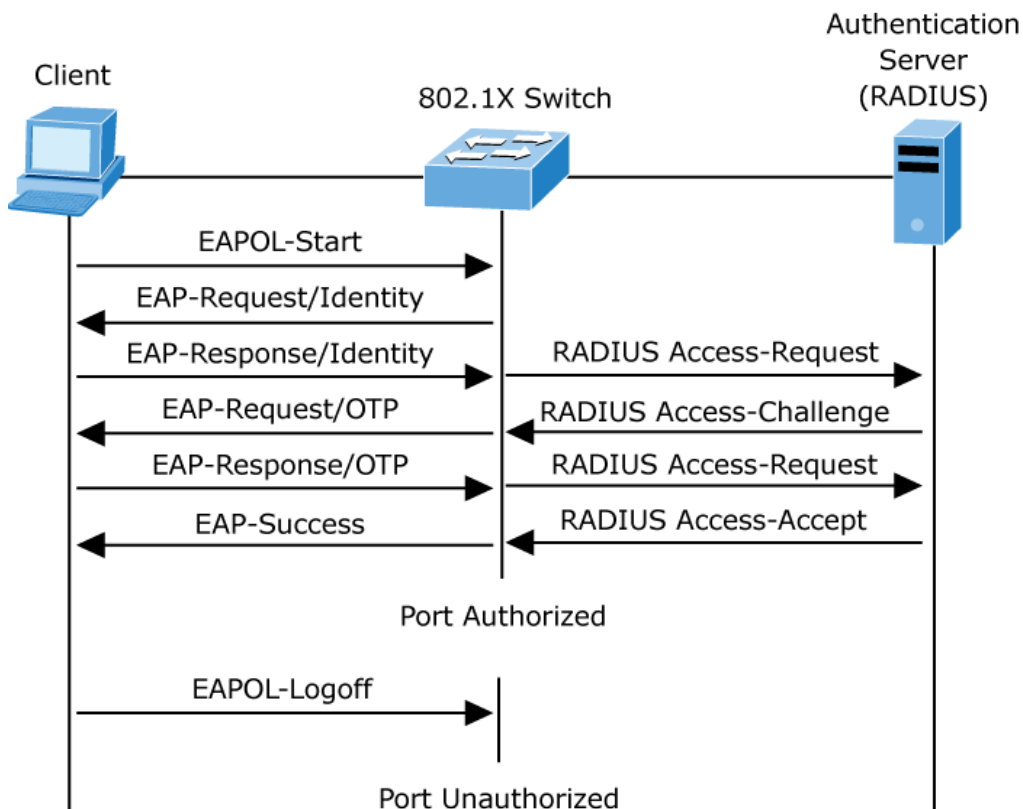 Authentication
Server
(RADIUS)
Client
802.1X Switch
EAPOL-Start
EAP-Request/Identity
EAP-Response/Identity
RADIUS Access-Request
EAP-Request/OTP
RADIUS Access-Challenge
EAP-Response/OTP
RADIUS Access-Request
EAP-Success
RADIUS Access-Accept
Port Authorized
EAPOL-Logoff
Port Unauthorized